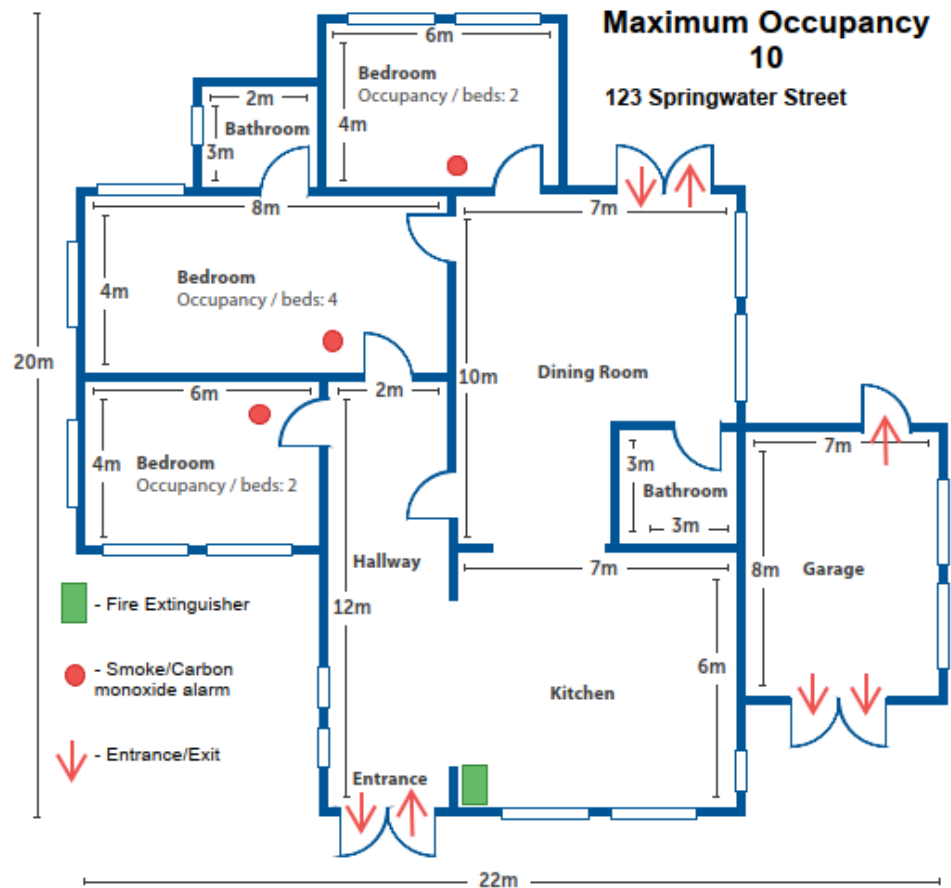 Maximum Occupancy
10
123 Springwater Street
6m
Bedroom
Occupancy / beds: 2
4m
2m
Bathroom
3m
8m
7m
Bedroom
Occupancy / beds: 4
4m
20m
10m
Dining Room
6m
2m
4m
Bedroom
Occupancy / beds: 2
3m
Bathroom
3m
7m
8m
Garage
Hallway
12m
7m
6m
Kitchen
Entrance
- Fire Extinguisher
- Smoke/Carbon
monoxide alarm
- Entrance/Exit
22m